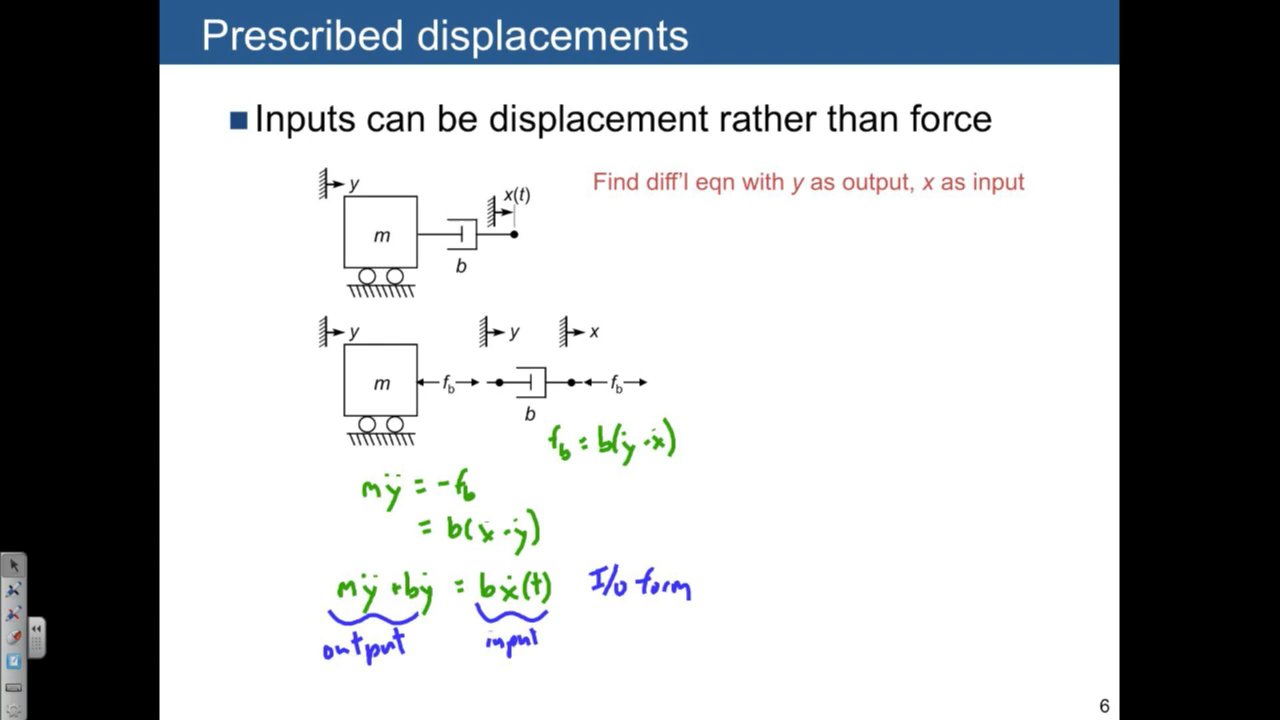 Prescribed displacements
Inputs can be displacement rather than force
Find diff'l eqn with y as output, x as input
y
x(t)
m
b
y
y
x
m
f_b
f_b
b
f_b = b(ẏ - ẋ)
mÿ = -f_b
= b(ẋ - ẏ)
mÿ + bẏ = bẋ(t) I/o form
output input
6